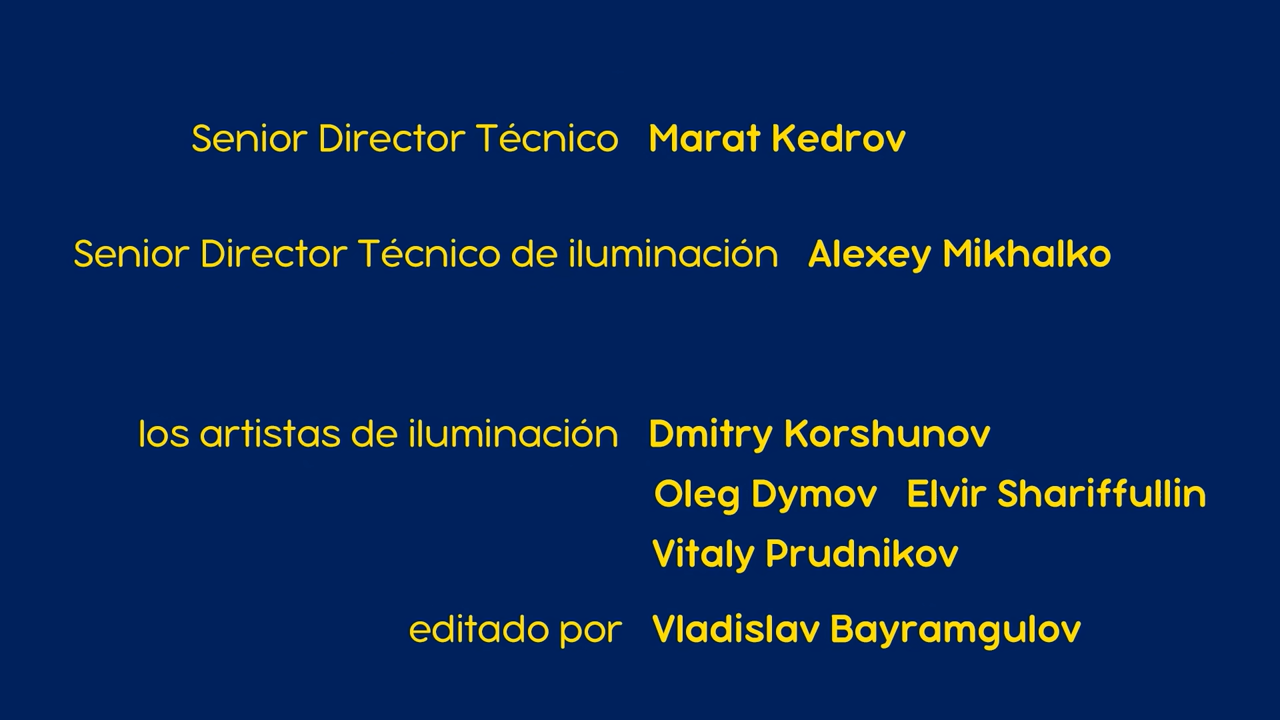 Senior Director Técnico Marat Kedrov
Senior Director Técnico de iluminación Alexey Mikhalko
los artistas de iluminación Dmitry Korshunov
Oleg Dymov Elvir Shariffullin
Vitaly Prudnikov
editado por Vladislav Bayramgulov